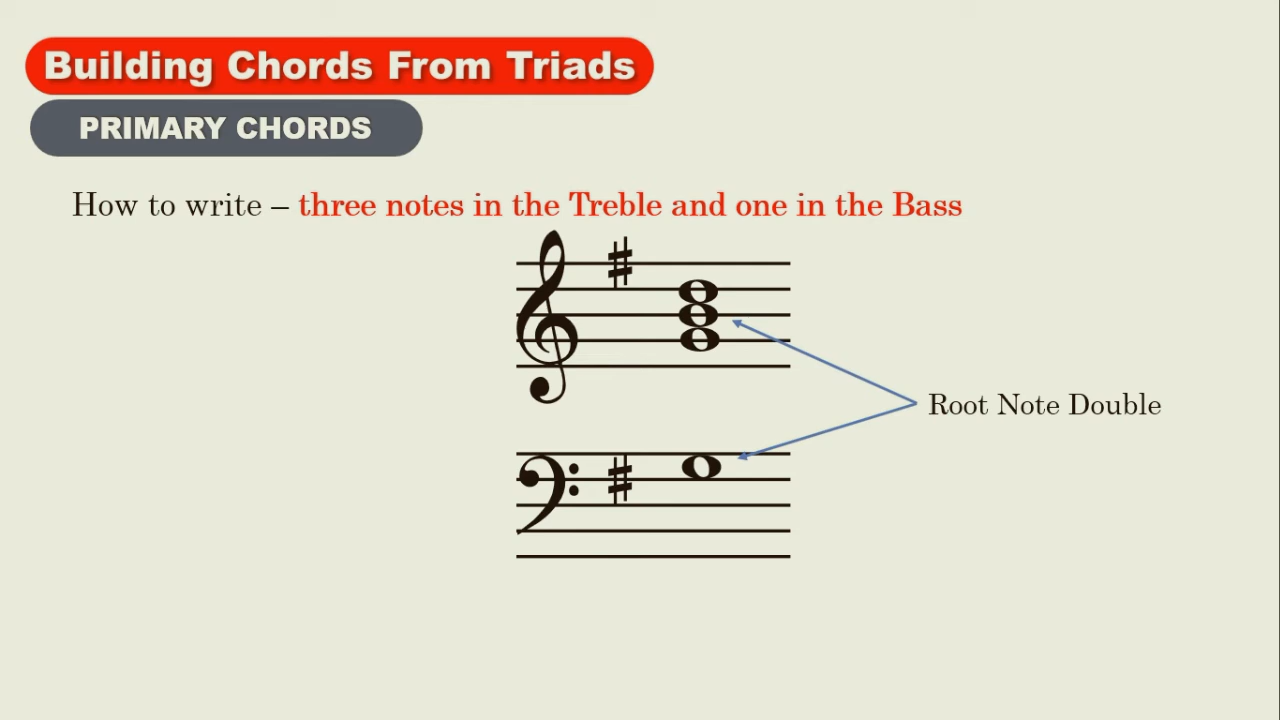 Building Chords From Triads
PRIMARY CHORDS
How to write – three notes in the Treble and one in the Bass
Root Note Double